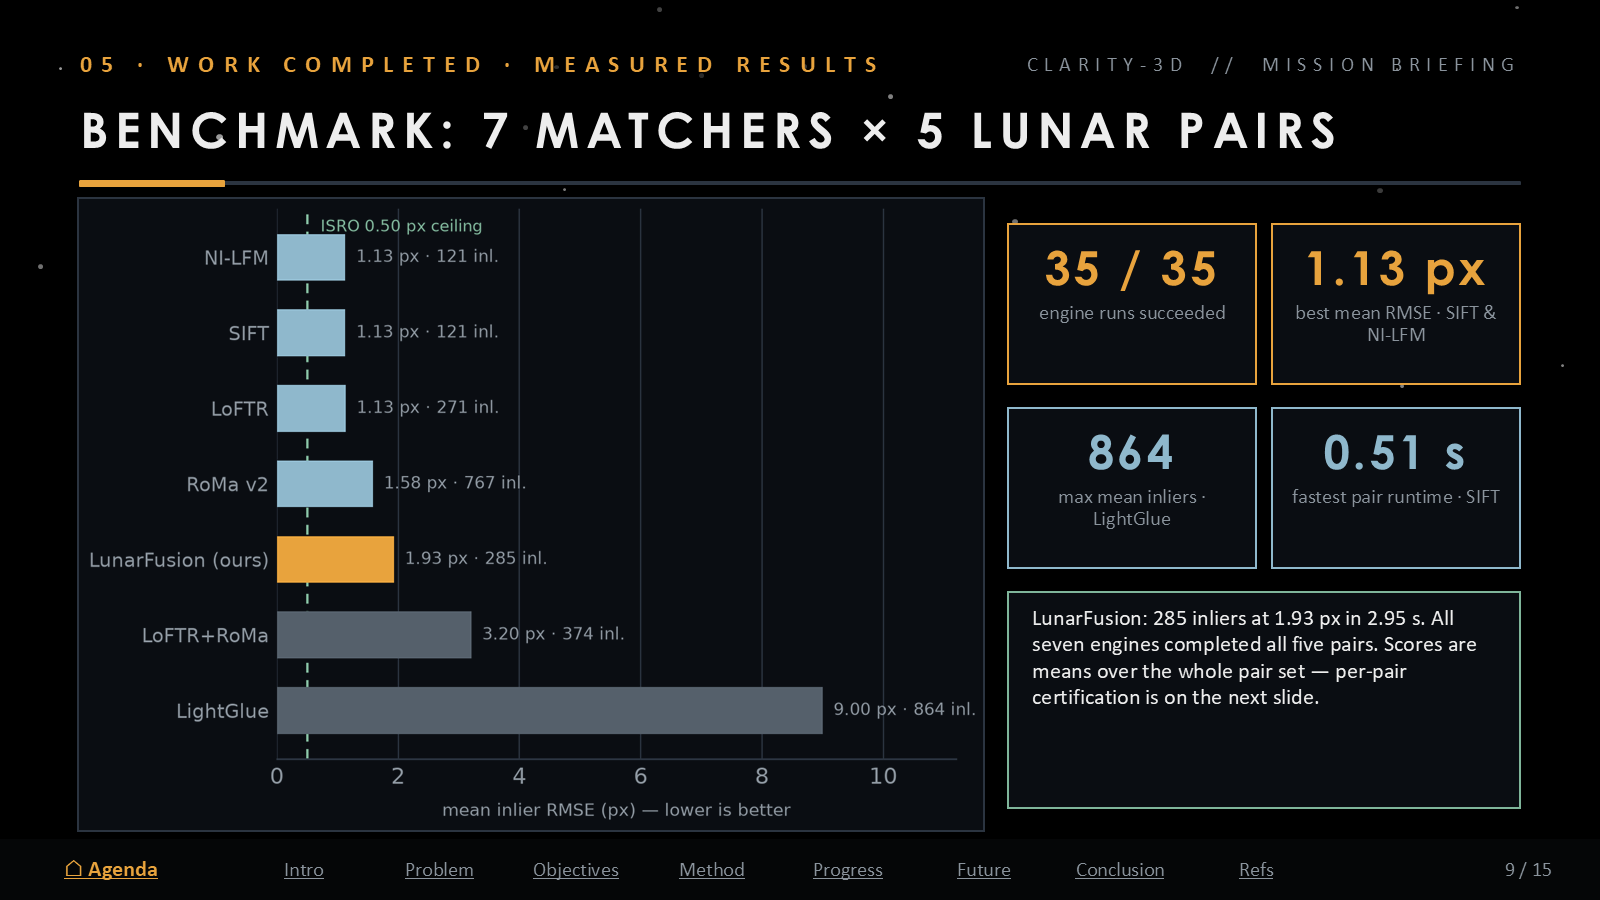 05 · WORK COMPLETED · MEASURED RESULTS
CLARITY-3D // MISSION BRIEFING
BENCHMARK: 7 MATCHERS × 5 LUNAR PAIRS
ISRO 0.50 px ceiling
NI-LFM
1.13 px · 121 inl.
SIFT
1.13 px · 121 inl.
LoFTR
1.13 px · 271 inl.
RoMa v2
1.58 px · 767 inl.
LunarFusion (ours)
1.93 px · 285 inl.
LoFTR+RoMa
3.20 px · 374 inl.
LightGlue
9.00 px · 864 inl.
0 2 4 6 8 10
mean inlier RMSE (px) — lower is better
35 / 35
engine runs succeeded
1.13 px
best mean RMSE · SIFT &
NI-LFM
864
max mean inliers ·
LightGlue
0.51 s
fastest pair runtime · SIFT
LunarFusion: 285 inliers at 1.93 px in 2.95 s. All
seven engines completed all five pairs. Scores are
means over the whole pair set — per-pair
certification is on the next slide.
⌂ Agenda Intro Problem Objectives Method Progress Future Conclusion Refs 9 / 15